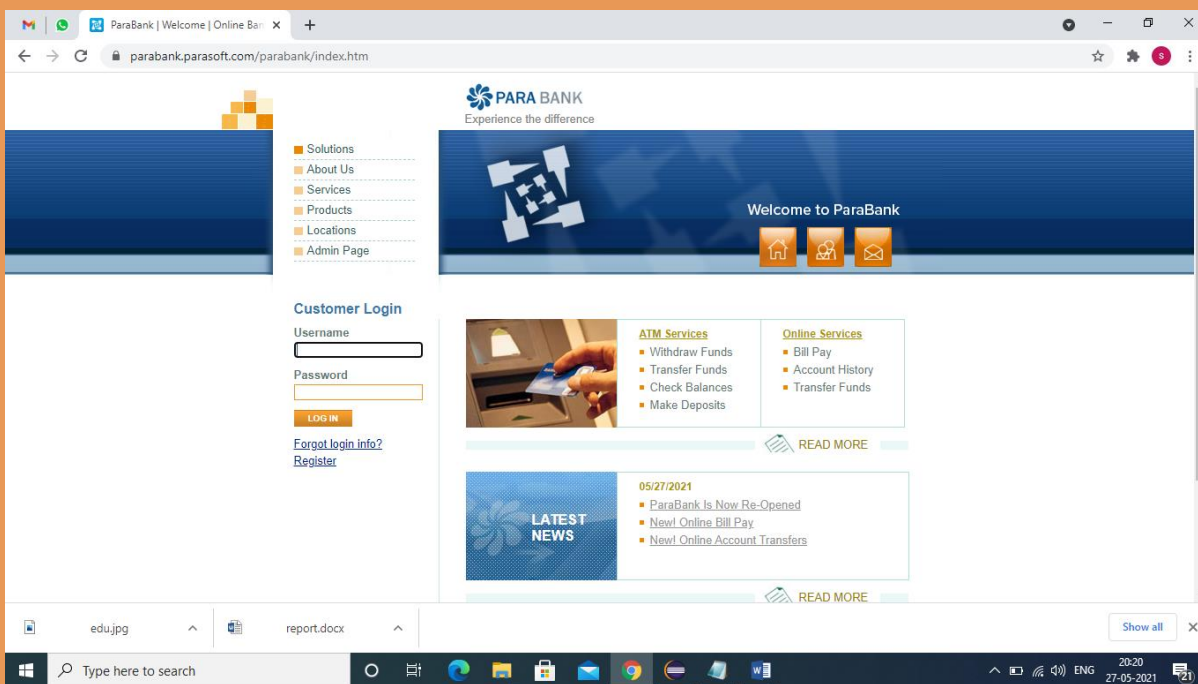 ParaBank | Welcome | Online Ban
parabank.parasoft.com/parabank/index.htm
S
PARA BANK
Experience the difference
Solutions
About Us
Services
Products
Locations
Admin Page
Welcome to ParaBank
Customer Login
Username
Password
LOG IN
Forgot login info?
Register
ATM Services
Withdraw Funds
Transfer Funds
Check Balances
Make Deposits
Online Services
Bill Pay
Account History
Transfer Funds
READ MORE
LATEST
NEWS
05/27/2021
ParaBank Is Now Re-Opened
New! Online Bill Pay
New! Online Account Transfers
READ MORE
edu.jpg
report.docx
Show all
Type here to search
ENG
20:20
27-05-2021
21